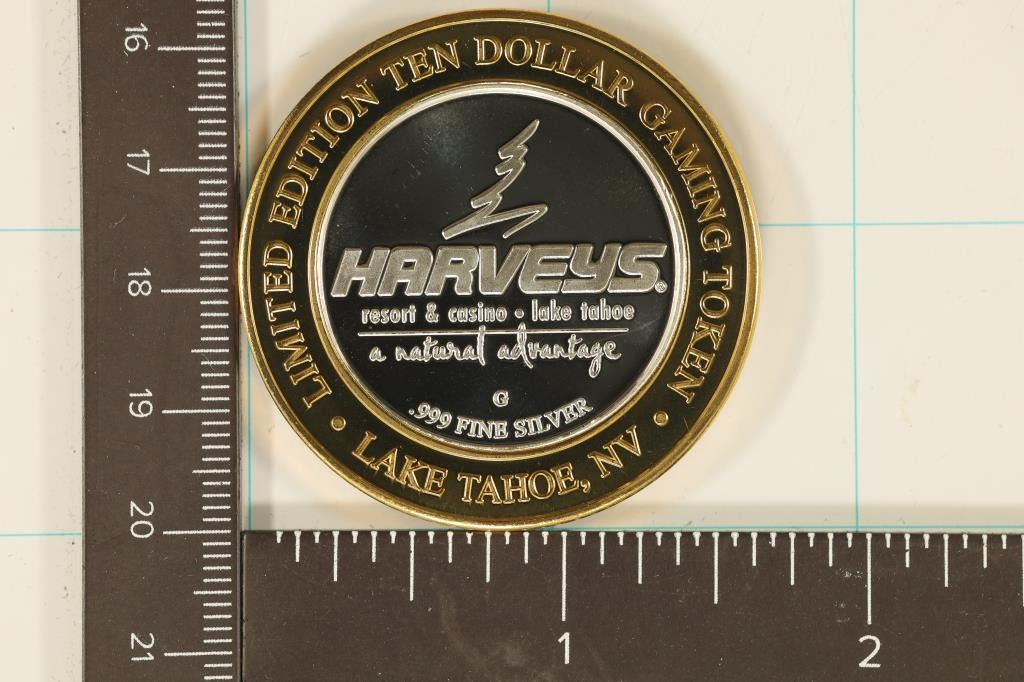 LIMITED EDITION TEN DOLLAR GAMING TOKEN
HARVEYS®
resort & casino • lake tahoe
a natural advantage
G
.999 FINE SILVER
• LAKE TAHOE, NV •
16
17
18
19
20
21
1
2